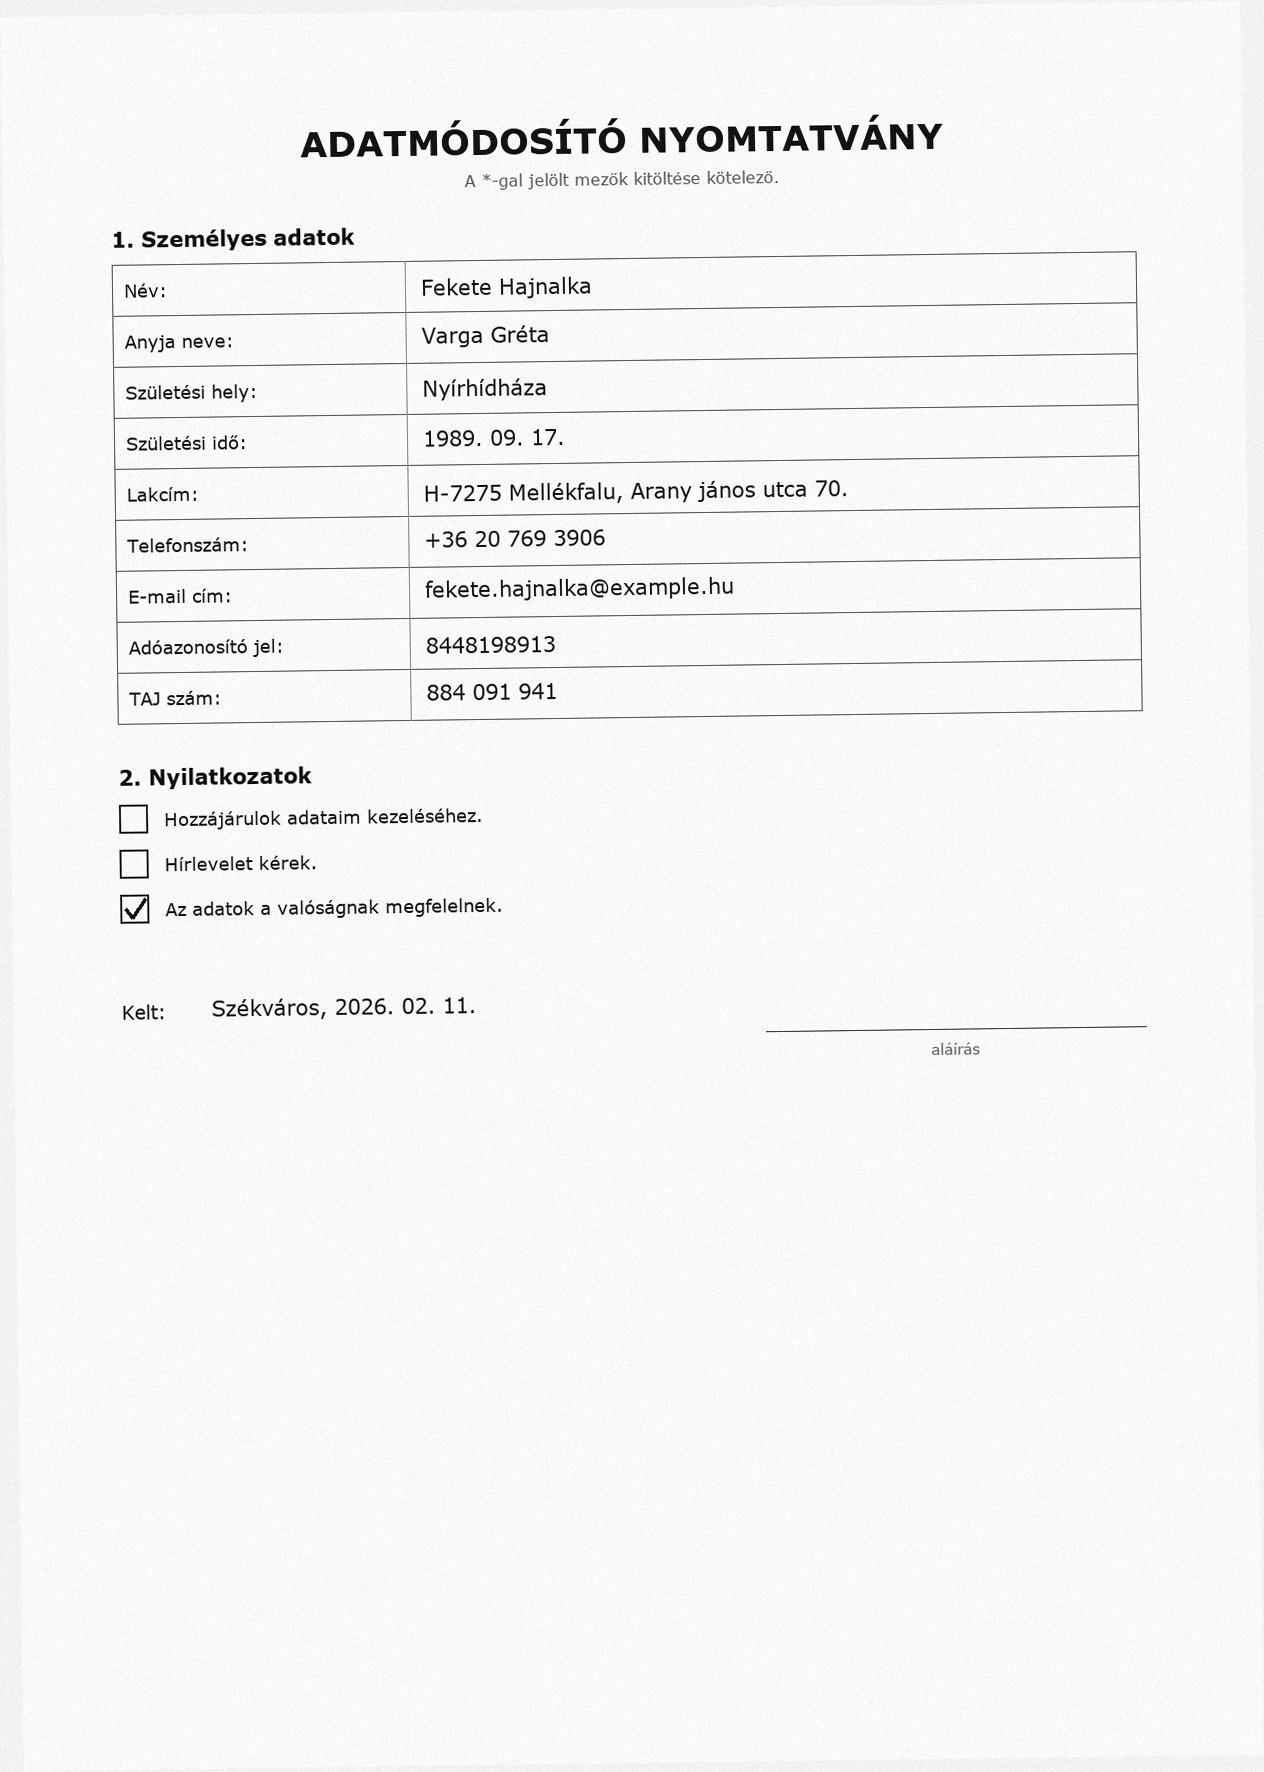 ADATMÓDOSÍTÓ NYOMTATVÁNY
A *-gal jelölt mezők kitöltése kötelező.
1. Személyes adatok
Név: Fekete Hajnalka
Anyja neve: Varga Gréta
Születési hely: Nyírhídháza
Születési idő: 1989. 09. 17.
Lakcím: H-7275 Mellékfalu, Arany jános utca 70.
Telefonszám: +36 20 769 3906
E-mail cím: fekete.hajnalka@example.hu
Adóazonosító jel: 8448198913
TAJ szám: 884 091 941
2. Nyilatkozatok
Hozzájárulok adataim kezeléséhez.
Hírlevelet kérek.
Az adatok a valóságnak megfelelnek.
Kelt: Székváros, 2026. 02. 11.
aláírás